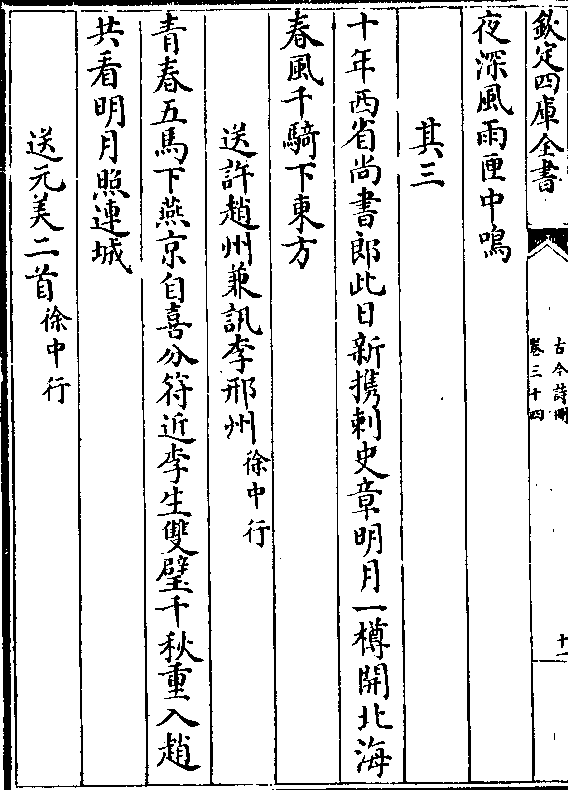 欽定四庫全書
古今詩刪
卷三十四
十一
夜深風雨匣中鳴
其三
十年西省尚書郎此日新携刺史章明月一樽開北海
春風千騎下東方
送許趙州兼訊李邢州徐中行
青春五馬下燕京自喜分符近李生雙璧千秋重入趙
共看明月照連城
送元美二首徐中行